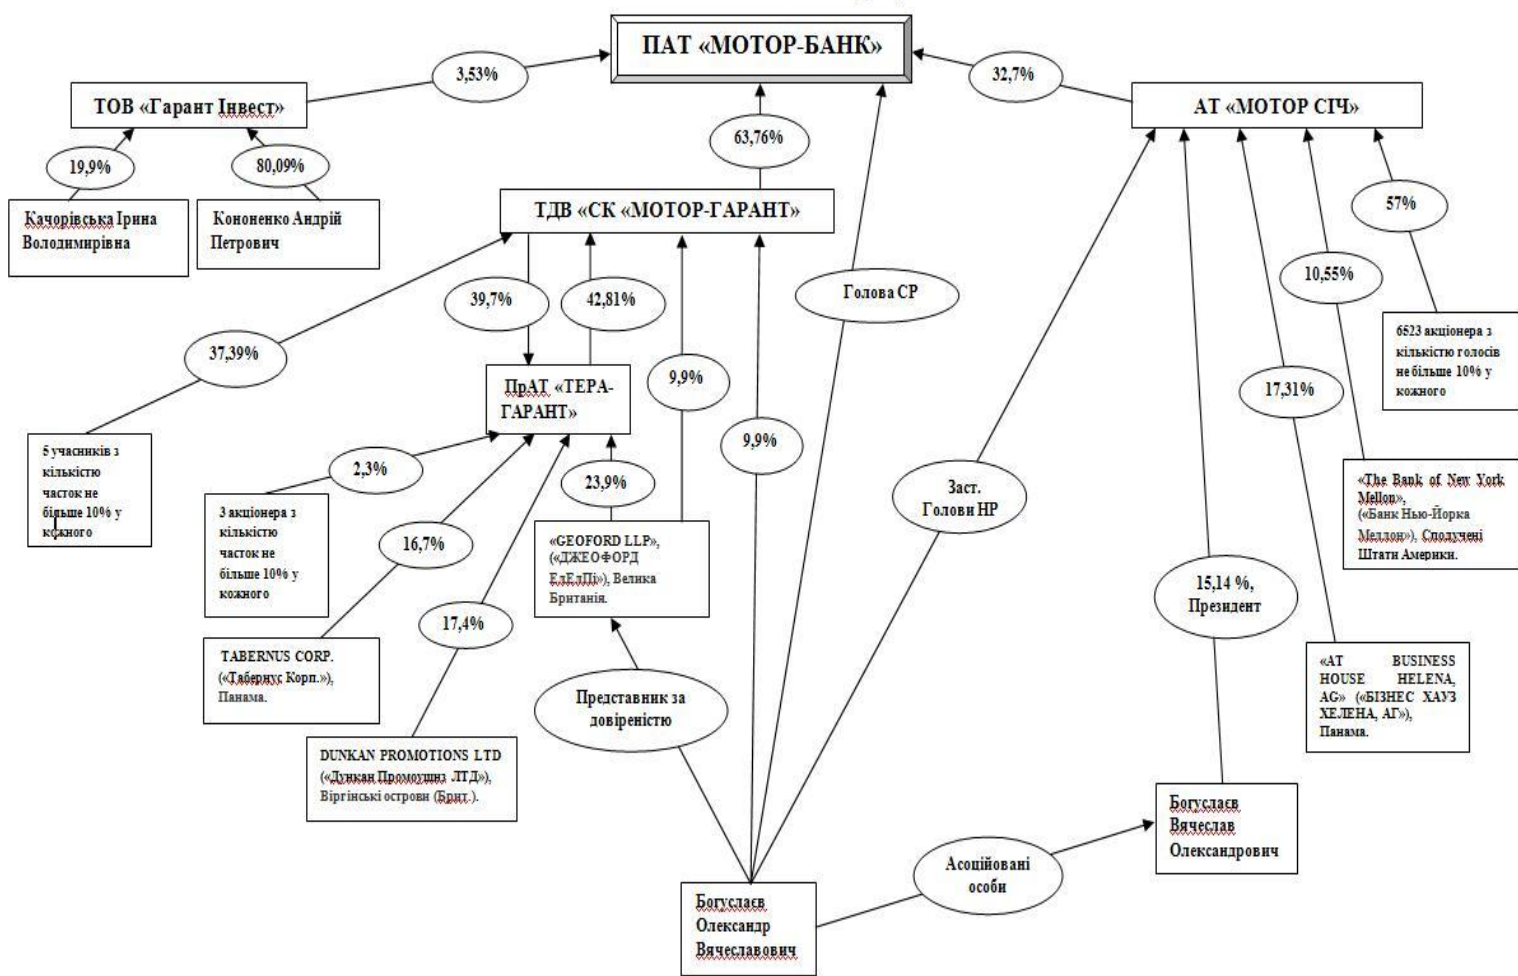 ПАТ «МОТОР-БАНК»
3,53%
32,7%
ТОВ «Гарант Інвест»
АТ «МОТОР СІЧ»
63,76%
19,9%
80,09%
Качорівська Ірина
Володимирівна
Кононенко Андрій
Петрович
ТДВ «СК «МОТОР-ГАРАНТ»
57%
10,55%
Голова СР
39,7%
42,81%
37,39%
9,9%
17,31%
6523 акціонера з
кількістю голосів
не більше 10% у
кожного
ПрАТ «ТЕРА-
ГАРАНТ»
9,9%
5 учасників з
кількістю
часток не
більше 10% у
кожного
2,3%
23,9%
Заст.
Голови НР
«The Bank of New York
Mellon»,
(«Банк Нью-Йорка
Меллон»), Сполучені
Штати Америки.
3 акціонера з
кількістю
часток не
більше 10% у
кожного
16,7%
«GEOFORD LLP»,
(«ДЖЕОФОРД
ЕлЕлПі»), Велика
Британія.
15,14 %,
Президент
17,4%
TABERNUS CORP.
(«Табернус Корп.»),
Панама.
«AT BUSINESS
HOUSE HELENA,
AG» («БІЗНЕС ХАУЗ
ХЕЛЕНА, АГ»),
Панама.
Представник за
довіреністю
DUNKAN PROMOTIONS LTD
(«Дункан Промоушнз ЛТД»),
Віргінські острови (Брит.).
Богуслаєв
Вячеслав
Олександрович
Асоційовані
особи
Богуслаєв
Олександр
Вячеславович